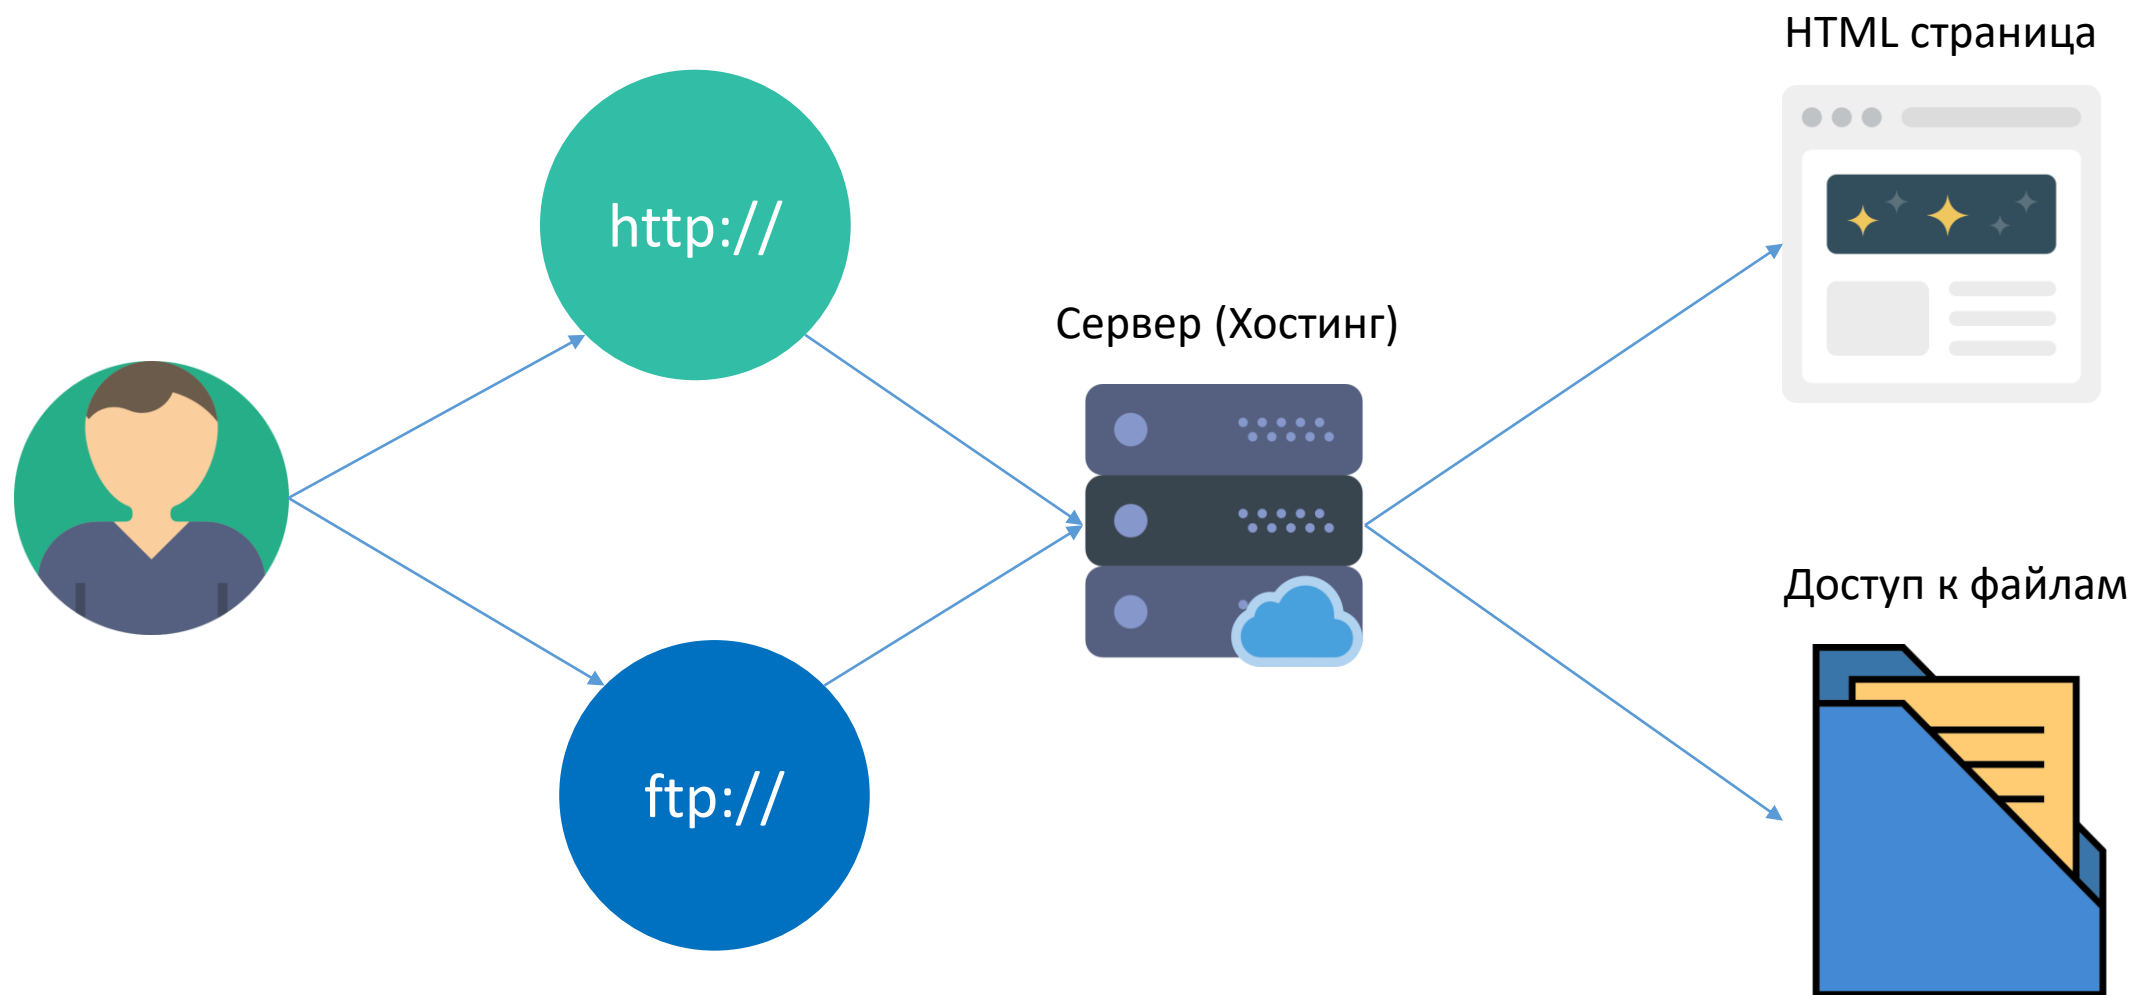 HTML страница
http://
Сервер (Хостинг)
Доступ к файлам
ftp://